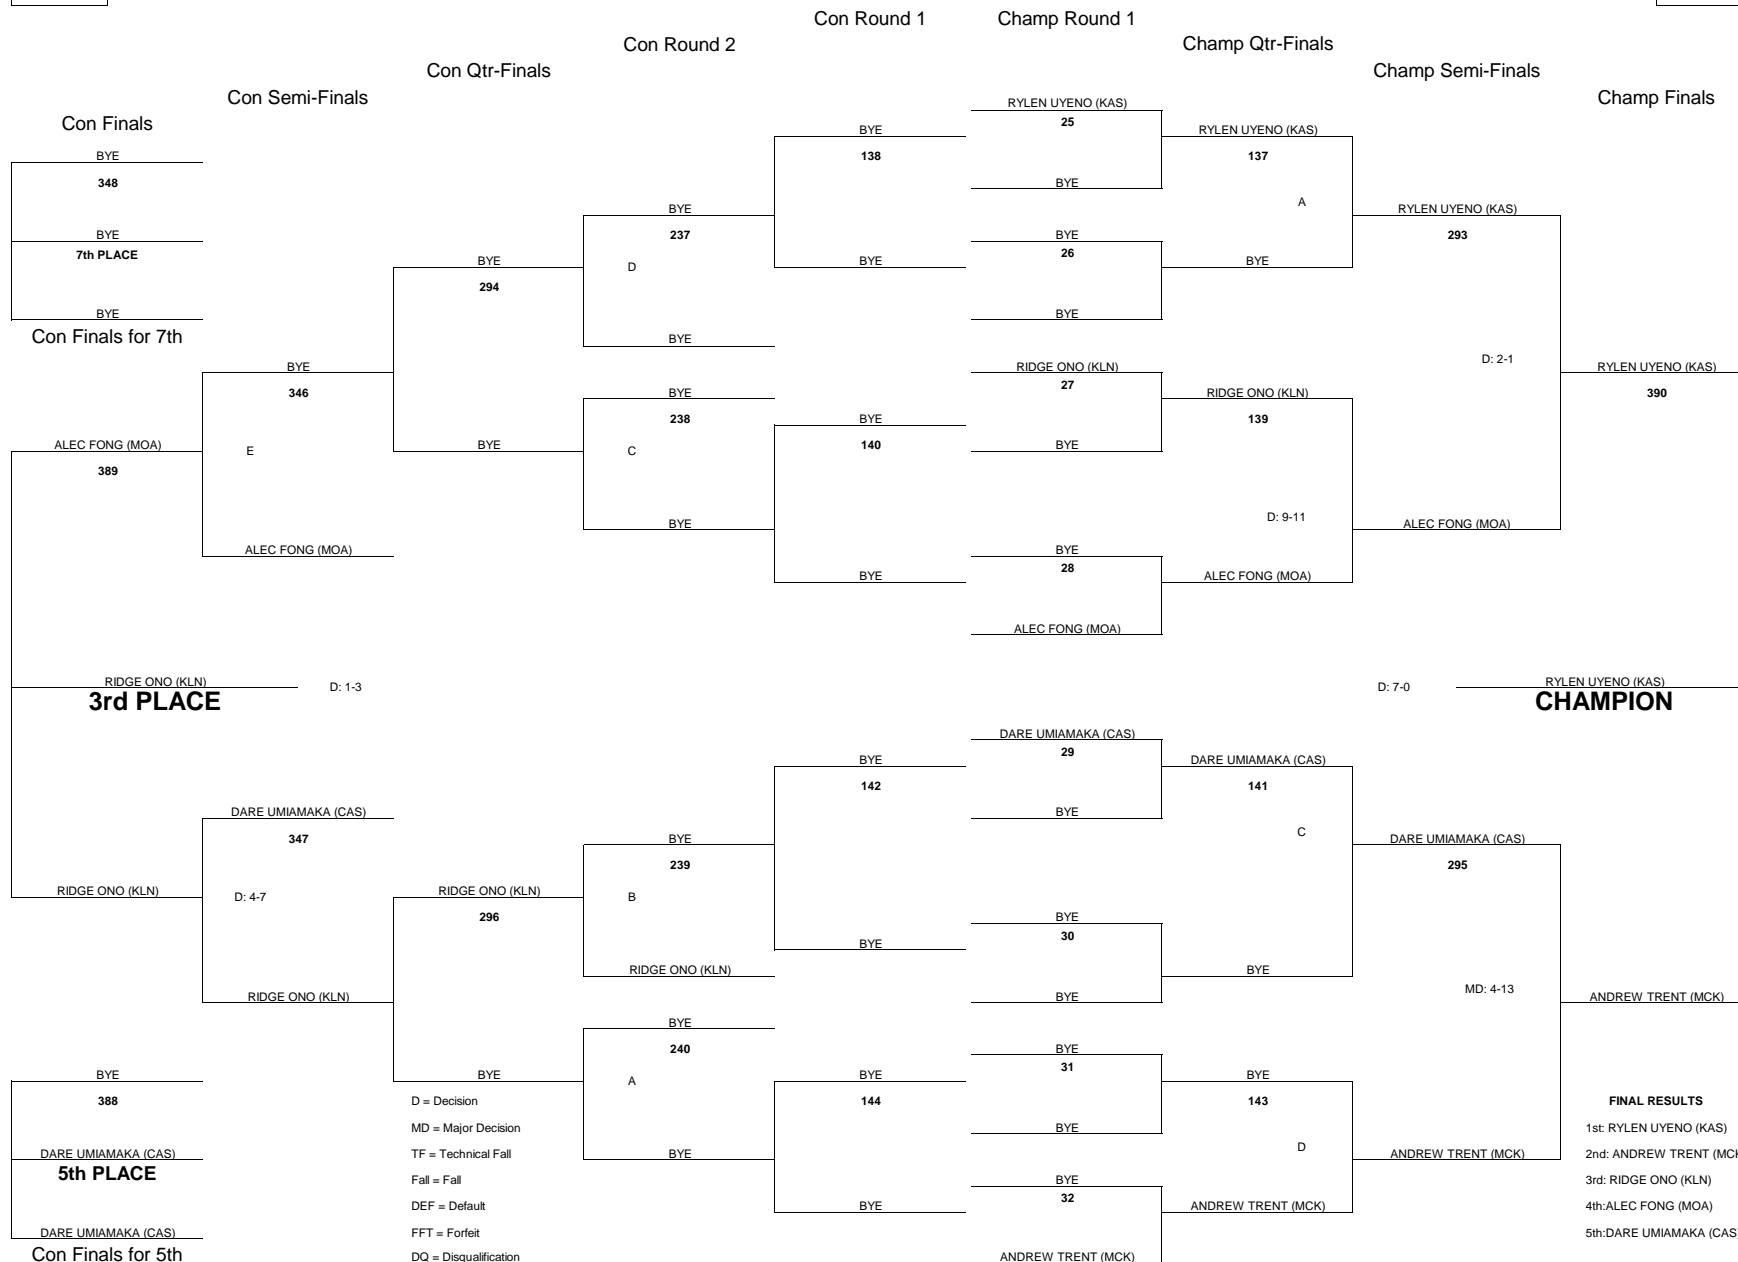 Con Round 1
Champ Round 1
Con Round 2
Champ Qtr-Finals
Con Qtr-Finals
Champ Semi-Finals
Con Semi-Finals
Champ Finals
Con Finals
RYLEN UYENO (KAS)
25
BYE
RYLEN UYENO (KAS)
BYE
138
137
348
BYE
A
BYE
RYLEN UYENO (KAS)
BYE
BYE
237
293
7th PLACE
26
BYE
D
BYE
BYE
294
BYE
BYE
Con Finals for 7th
BYE
D: 2-1
BYE
RIDGE ONO (KLN)
RYLEN UYENO (KAS)
346
27
390
BYE
RIDGE ONO (KLN)
238
BYE
139
ALEC FONG (MOA)
E
BYE
C
140
BYE
389
D: 9-11
BYE
ALEC FONG (MOA)
ALEC FONG (MOA)
BYE
28
BYE
ALEC FONG (MOA)
ALEC FONG (MOA)
RIDGE ONO (KLN)
3rd PLACE
D: 1-3
D: 7-0
RYLEN UYENO (KAS)
CHAMPION
DARE UMIAMAKA (CAS)
29
BYE
DARE UMIAMAKA (CAS)
142
141
DARE UMIAMAKA (CAS)
BYE
347
BYE
C
DARE UMIAMAKA (CAS)
239
295
RIDGE ONO (KLN)
D: 4-7
RIDGE ONO (KLN)
B
296
BYE
30
BYE
RIDGE ONO (KLN)
BYE
MD: 4-13
RIDGE ONO (KLN)
BYE
ANDREW TRENT (MCK)
BYE
240
BYE
31
BYE
BYE
A
BYE
BYE
388
D = Decision
144
143
FINAL RESULTS
MD = Major Decision
BYE
1st: RYLEN UYENO (KAS)
D
DARE UMIAMAKA (CAS)
TF = Technical Fall
BYE
ANDREW TRENT (MCK)
2nd: ANDREW TRENT (MCK
5th PLACE
Fall = Fall
BYE
3rd: RIDGE ONO (KLN)
32
DEF = Default
BYE
ANDREW TRENT (MCK)
4th:ALEC FONG (MOA)
DARE UMIAMAKA (CAS)
FFT = Forfeit
5th:DARE UMIAMAKA (CAS)
Con Finals for 5th
DQ = Disqualification
ANDREW TRENT (MCK)